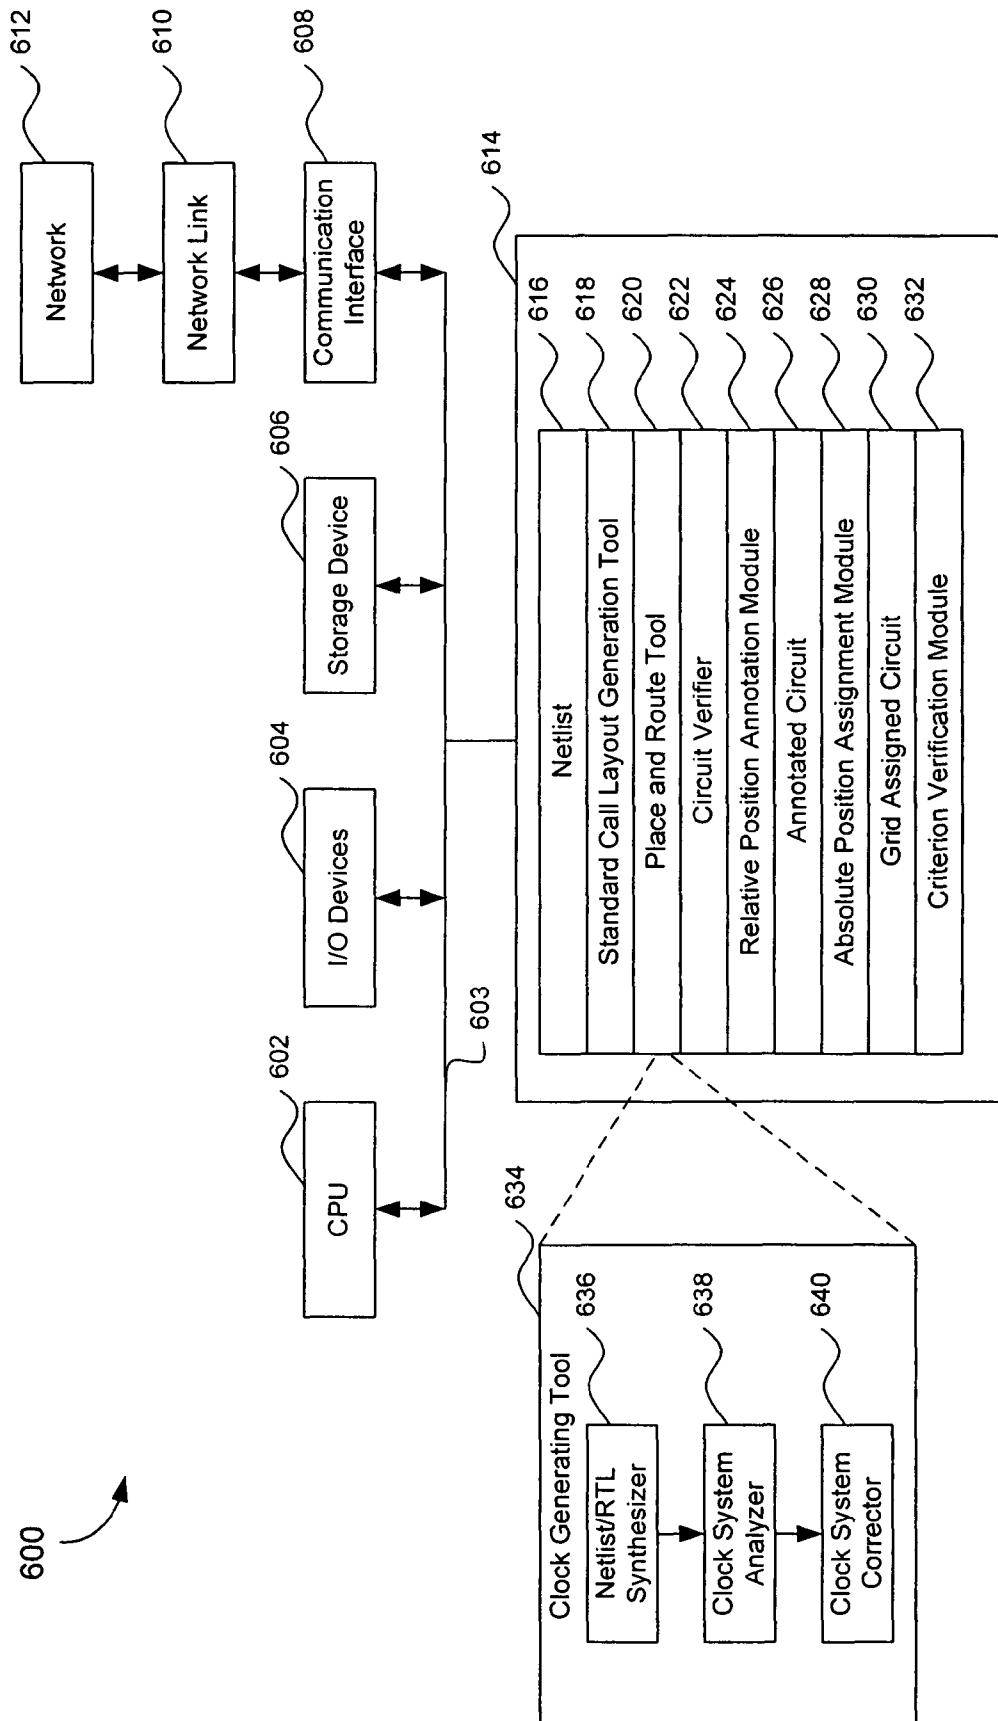 600
612
Network
610
Network Link
602
CPU
604
I/O Devices
606
Storage Device
608
Communication
Interface
603
614
634
Clock Generating Tool
636
Netlist/RTL
Synthesizer
638
Clock System
Analyzer
640
Clock System
Corrector
Netlist
616
Standard Call Layout Generation Tool
618
Place and Route Tool
620
Circuit Verifier
622
Relative Position Annotation Module
624
Annotated Circuit
626
Absolute Position Assignment Module
628
Grid Assigned Circuit
630
Criterion Verification Module
632